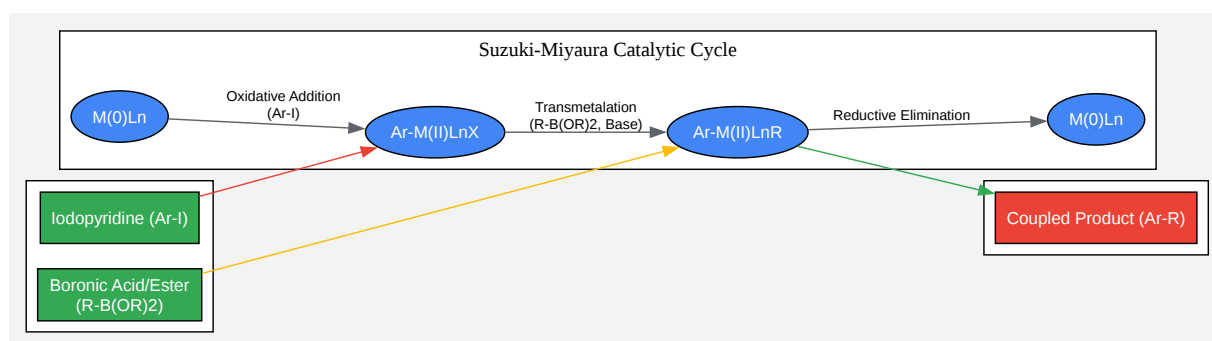 Suzuki-Miyaura Catalytic Cycle
M(0)Ln
Oxidative Addition
(Ar-I)
Ar-M(II)LnX
Transmetalation
(R-B(OR)2, Base)
Ar-M(II)LnR
Reductive Elimination
M(0)Ln
Iodopyridine (Ar-I)
Boronic Acid/Ester
(R-B(OR)2)
Coupled Product (Ar-R)